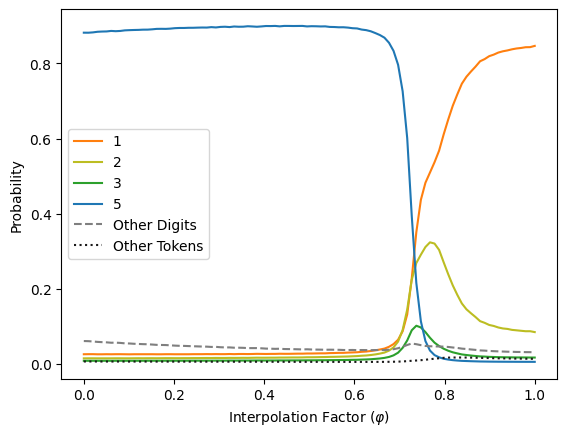 Probability
0.8
0.6
0.4
0.2
0.0
1
2
3
5
Other Digits
Other Tokens
0.0 0.2 0.4 0.6 0.8 1.0
Interpolation Factor (φ)